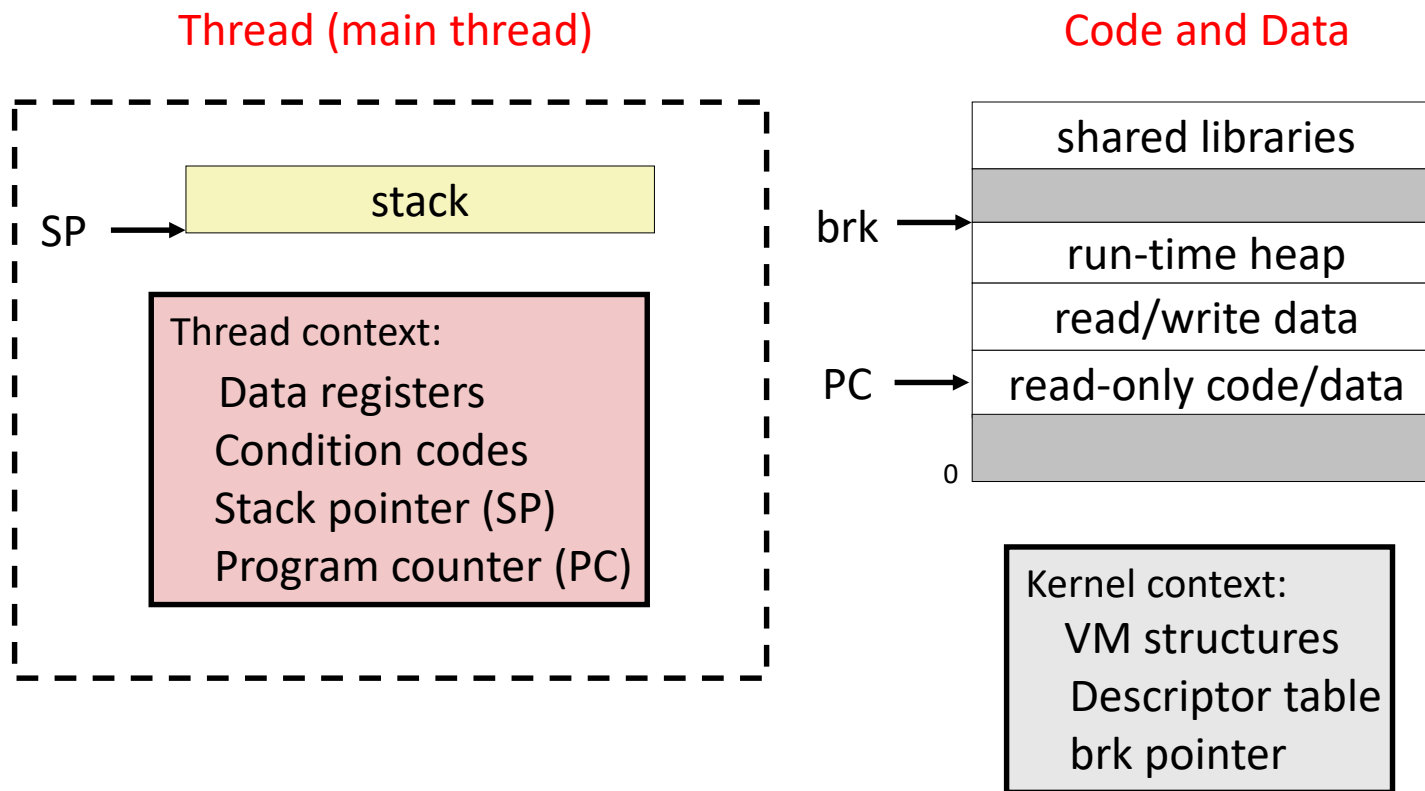 Thread (main thread)
stack
SP
Thread context:
Data registers
Condition codes
Stack pointer (SP)
Program counter (PC)
Code and Data
shared libraries
brk
run-time heap
read/write data
PC
read-only code/data
0
Kernel context:
VM structures
Descriptor table
brk pointer